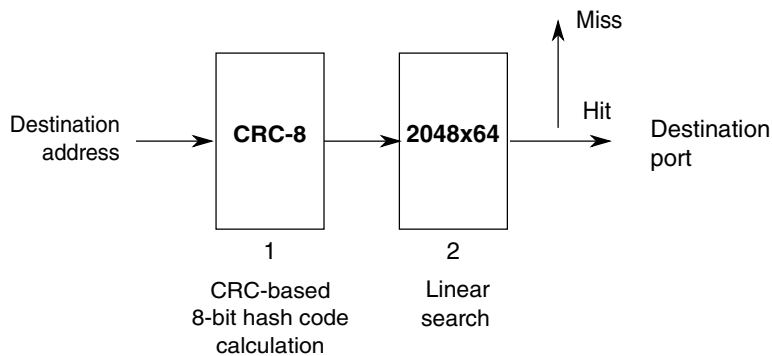 Miss
Destination
address
CRC-8
2048x64
Hit
Destination
port
1
2
CRC-based
8-bit hash code
calculation
Linear
search